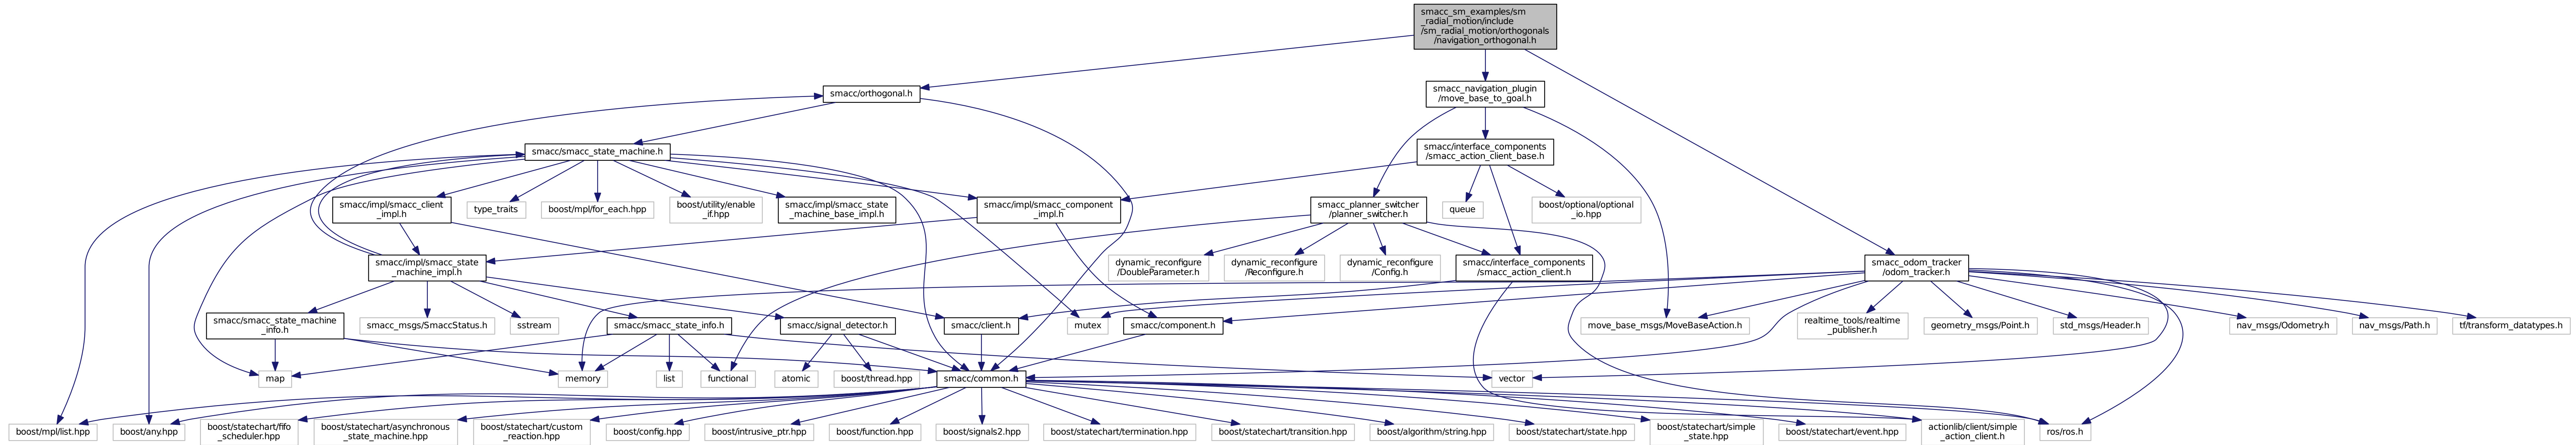 smacc_sm_examples/sm
_radial_motion/include
/sm_radial_motion/orthogonals
/navigation_orthogonal.h
smacc/orthogonal.h
smacc_navigation_plugin
/move_base_to_goal.h
smacc/smacc_state_machine.h
smacc/interface_components
/smacc_action_client_base.h
smacc/impl/smacc_client
_impl.h
type_traits
boost/mpl/for_each.hpp
boost/utility/enable
_if.hpp
smacc/impl/smacc_state
_machine_base_impl.h
smacc/impl/smacc_component
_impl.h
smacc_planner_switcher
/planner_switcher.h
queue
boost/optional/optional
_io.hpp
smacc/impl/smacc_state
_machine_impl.h
dynamic_reconfigure
/DoubleParameter.h
dynamic_reconfigure
/Reconfigure.h
dynamic_reconfigure
/Config.h
smacc/interface_components
/smacc_action_client.h
smacc_odom_tracker
/odom_tracker.h
smacc/smacc_state_machine
_info.h
smacc_msgs/SmaccStatus.h
sstream
smacc/smacc_state_info.h
smacc/signal_detector.h
smacc/client.h
mutex
smacc/component.h
move_base_msgs/MoveBaseAction.h
realtime_tools/realtime
_publisher.h
geometry_msgs/Point.h
std_msgs/Header.h
nav_msgs/Odometry.h
nav_msgs/Path.h
tf/transform_datatypes.h
map
memory
list
functional
atomic
boost/thread.hpp
smacc/common.h
vector
boost/mpl/list.hpp
boost/any.hpp
boost/statechart/fifo
_scheduler.hpp
boost/statechart/asynchronous
_state_machine.hpp
boost/statechart/custom
_reaction.hpp
boost/config.hpp
boost/intrusive_ptr.hpp
boost/function.hpp
boost/signals2.hpp
boost/statechart/termination.hpp
boost/statechart/transition.hpp
boost/algorithm/string.hpp
boost/statechart/state.hpp
boost/statechart/simple
_state.hpp
boost/statechart/event.hpp
actionlib/client/simple
_action_client.h
ros/ros.h